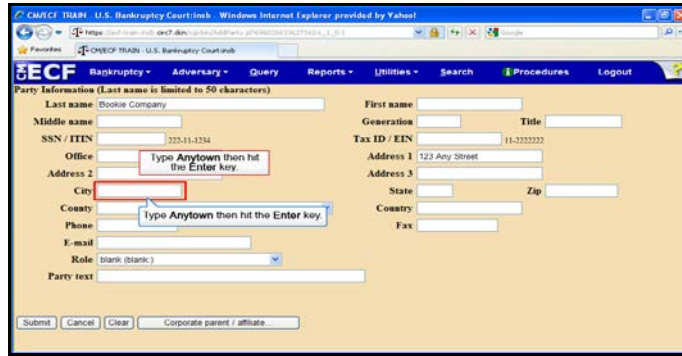 CM/ECF TRAIN - U.S. Bankruptcy Court:insb - Windows Internet Explorer provided by Yahoo!
Google
Favorites CM/ECF TRAIN - U.S. Bankruptcy Court:insb
ECF Bankruptcy Adversary Query Reports Utilities Search Procedures Logout
Party Information (Last name is limited to 50 characters)
Last name Bookie Company First name
Middle name Generation Title
SSN / ITIN 222-11-1234 Tax ID / EIN 11-2222222
Office Address 1 123 Any Street
Type Anytown then hit
the Enter key.
Address 2 Address 3
City State Zip
County Country
Type Anytown then hit the Enter key.
Phone Fax
E-mail
Role blank (blank:)
Party text
Submit Cancel Clear Corporate parent / affiliate...